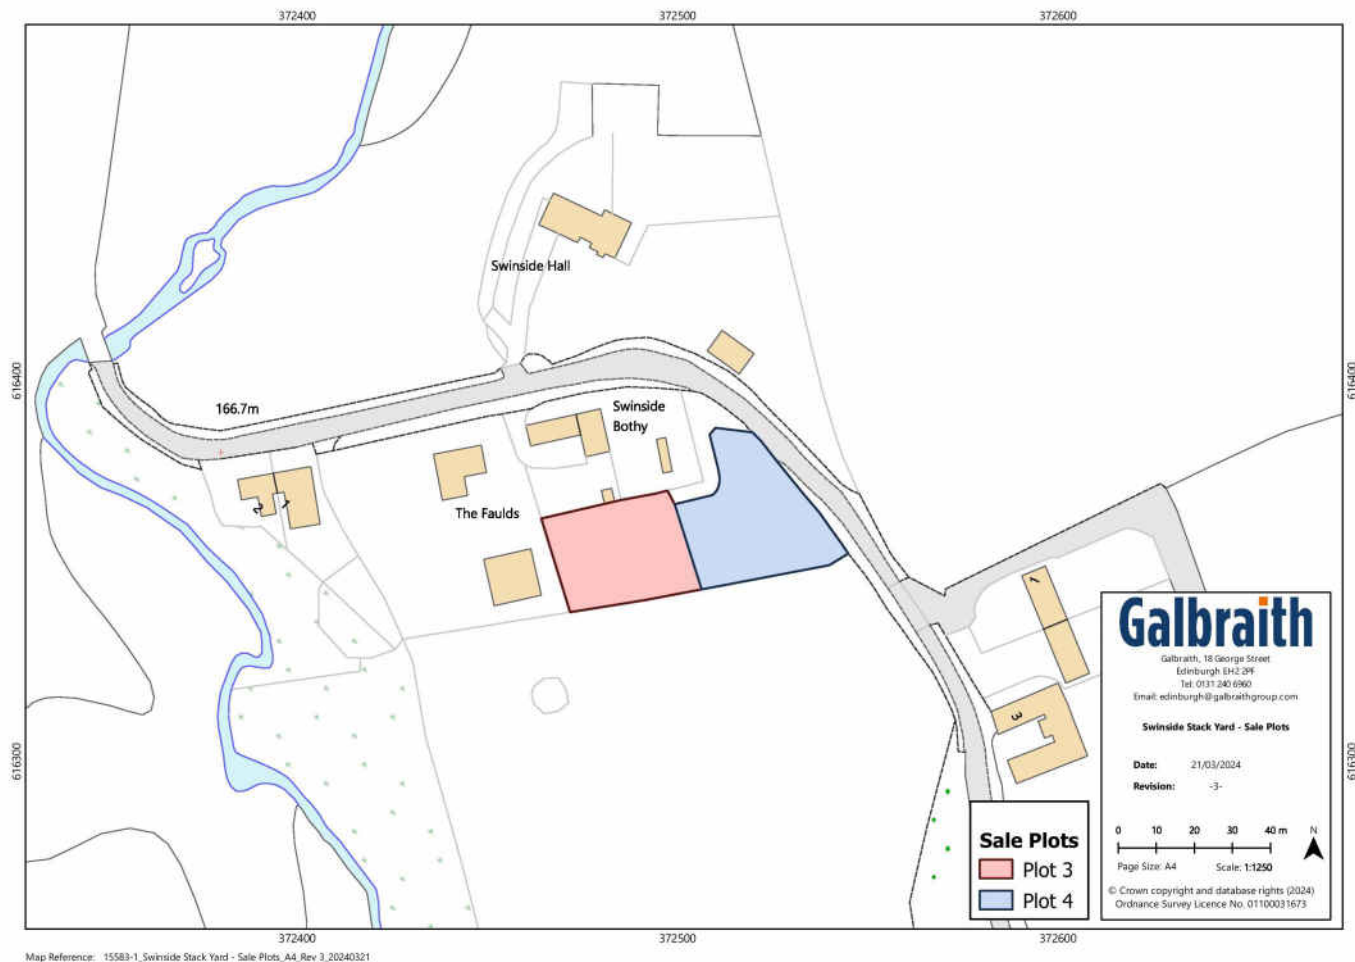 372400
372500
372600
616400
616400
Swinside Hall
166.7m
Swinside
Bothy
The Faulds
2
1
1
3
616300
616300
Galbraith
Galbraith, 18 George Street
Edinburgh EH2 2PF
Tel: 0131 240 6960
Email: edinburgh@galbraithgroup.com
Swinside Stack Yard - Sale Plots
Date: 21/03/2024
Revision: -3-
0 10 20 30 40 m
N
Page Size: A4 Scale: 1:1250
© Crown copyright and database rights (2024)
Ordnance Survey Licence No. 01100031673
Sale Plots
Plot 3
Plot 4
372400
372500
372600
Map Reference: 15583-1_Swinside Stack Yard - Sale Plots_A4_Rev 3_20240321